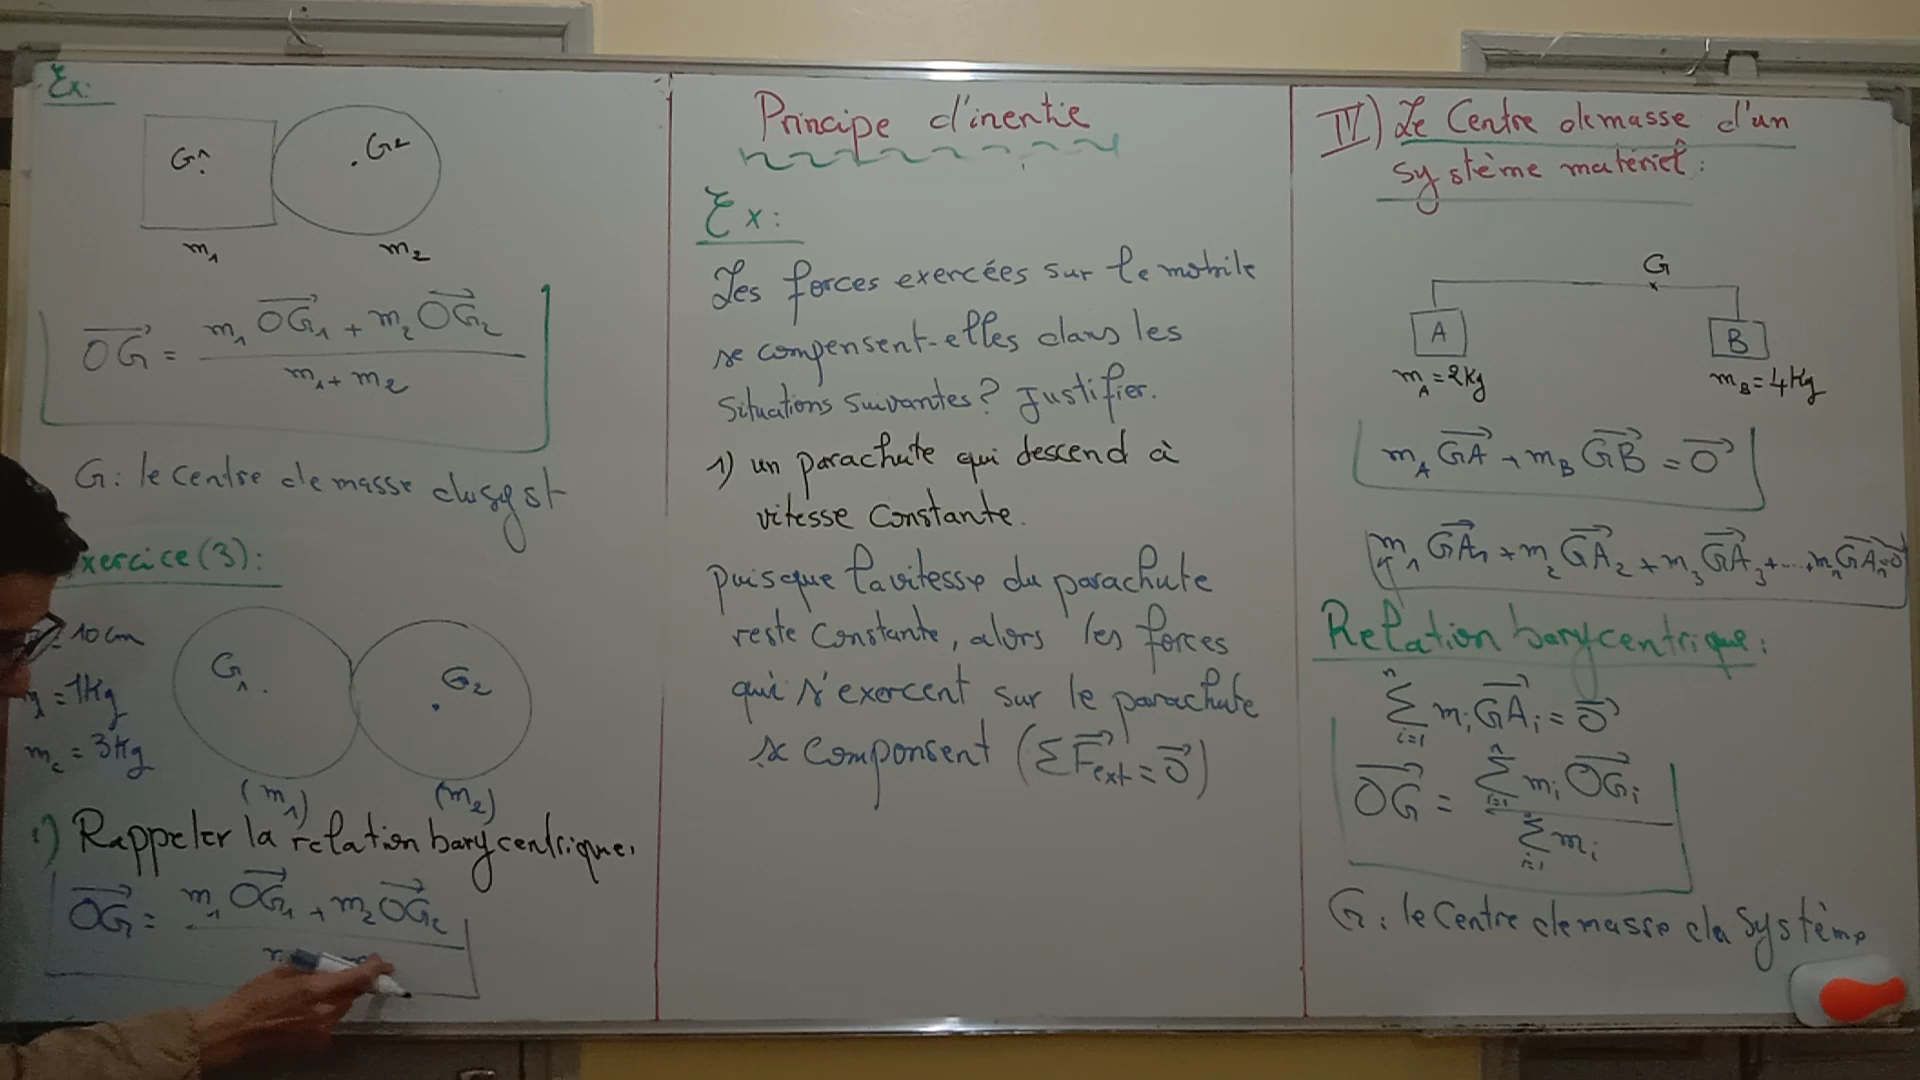 Ex:
G1
G2
m1
m2
OG = m1 OG1 + m2 OG2
m1 + m2
G: le centre de masse du syst
xercice (3):
= 10 cm
G1
G2
= 1Kg
= 3Kg
(m1)
(m2)
1) Rappeler la relation barycentrique.
OG = m1 OG1 + m2 OG2
Principe d'inertie
Ex:
Les forces exercées sur le mobile
se compensent-elles dans les
situations suivantes? Justifier.
1) un parachute qui descend à
vitesse constante.
Puisque la vitesse du parachute
reste constante, alors les forces
qui s'exercent sur le parachute
se componsent (ΣFext = 0)
IV) Le Centre de masse d'un
système matériel:
G
A
B
mA = 2Kg
mB = 4Kg
mA GA + mB GB = 0
m1 GA1 + m2 GA2 + m3 GA3 + ... + mn GAn = 0
Relation barycentrique:
Σ i=1 n mi GAi = 0
OG = Σ i=1 n mi OGi
Σ i=1 n mi
G: le Centre de masse du système